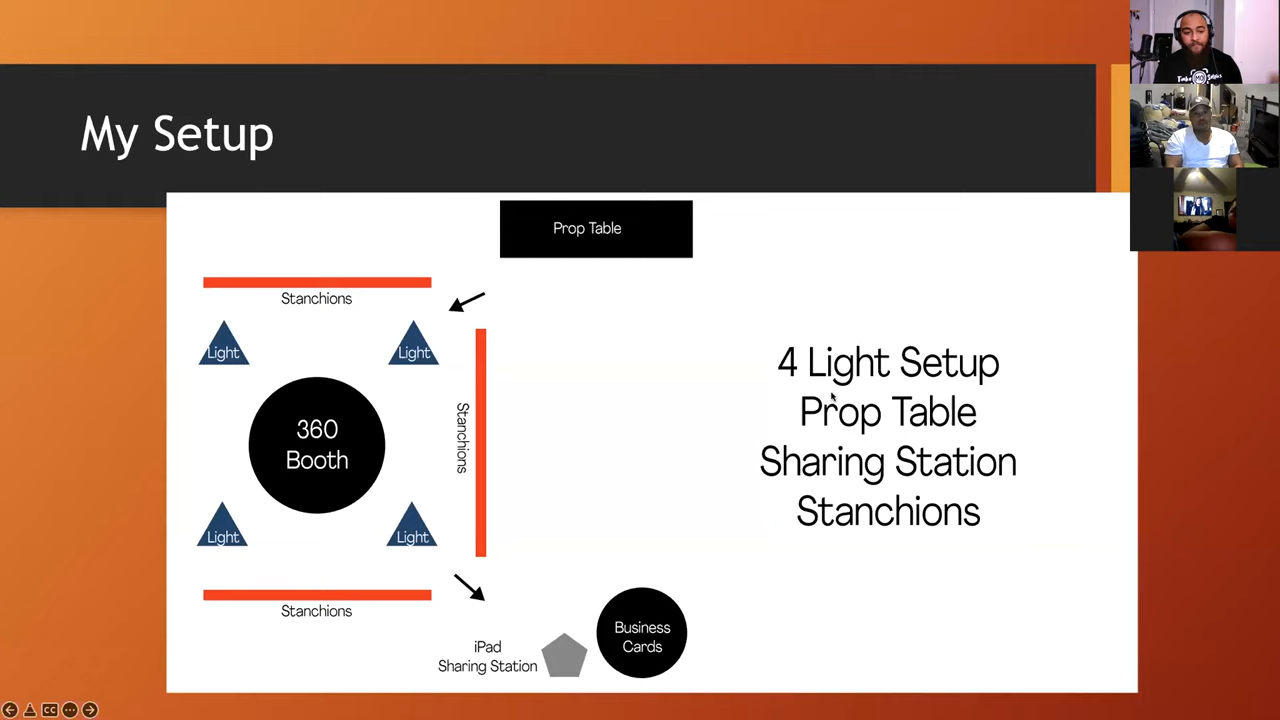 My Setup
Prop Table
Stanchions
Light
Light
Stanchions
360
Booth
Light
Light
Stanchions
iPad
Sharing Station
Business
Cards
4 Light Setup
Prop Table
Sharing Station
Stanchions
CC